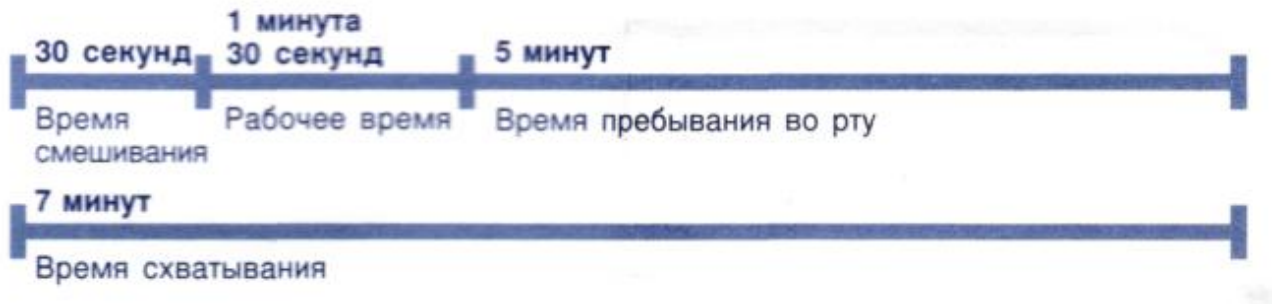 30 секунд
1 минута
30 секунд
5 минут
Время
смешивания
Рабочее время
Время пребывания во рту
7 минут
Время схватывания